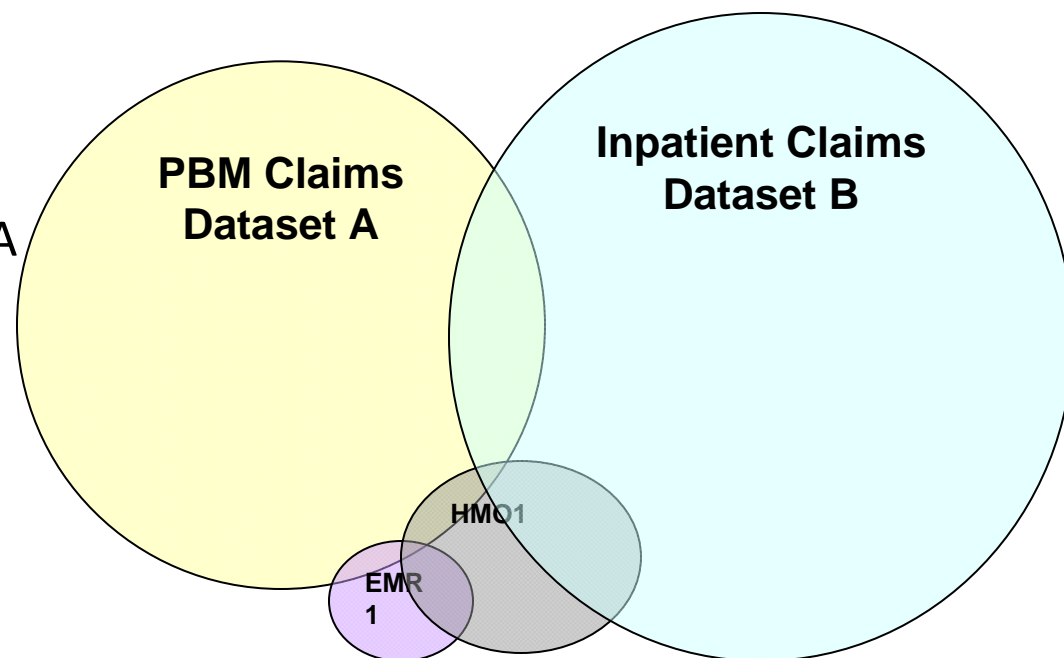 Inpatient Claims
Dataset B
PBM Claims
Dataset A
A
HMO1
EMR
1